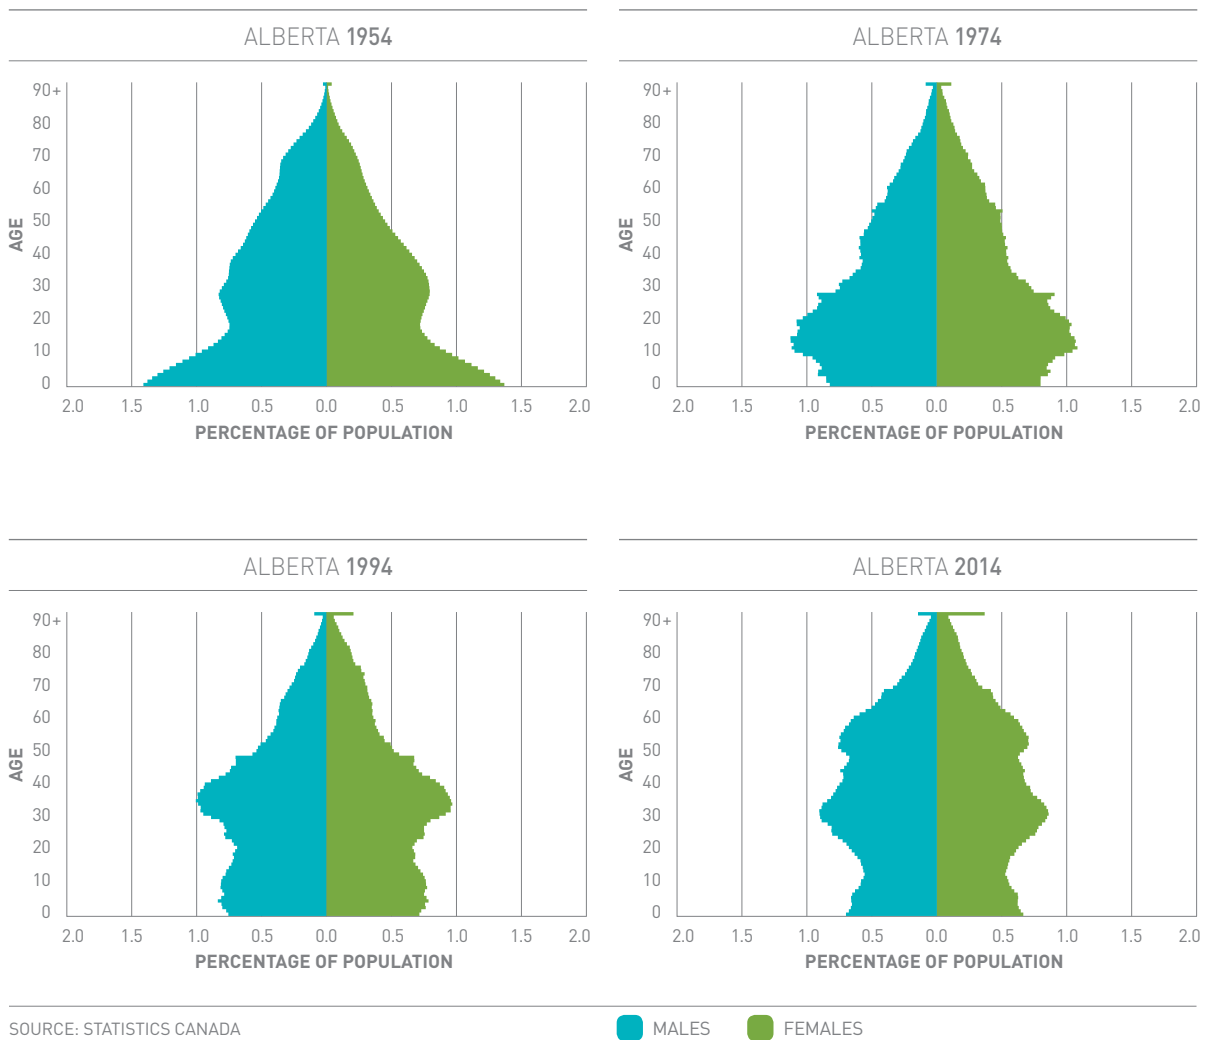 ALBERTA 1954
90+
80
70
60
50
40
30
20
10
0
AGE
2.0 1.5 1.0 0.5 0.0 0.5 1.0 1.5 2.0
PERCENTAGE OF POPULATION
ALBERTA 1974
90+
80
70
60
50
40
30
20
10
0
AGE
2.0 1.5 1.0 0.5 0.0 0.5 1.0 1.5 2.0
PERCENTAGE OF POPULATION
ALBERTA 1994
90+
80
70
60
50
40
30
20
10
0
AGE
2.0 1.5 1.0 0.5 0.0 0.5 1.0 1.5 2.0
PERCENTAGE OF POPULATION
ALBERTA 2014
90+
80
70
60
50
40
30
20
10
0
AGE
2.0 1.5 1.0 0.5 0.0 0.5 1.0 1.5 2.0
PERCENTAGE OF POPULATION
SOURCE: STATISTICS CANADA
MALES FEMALES